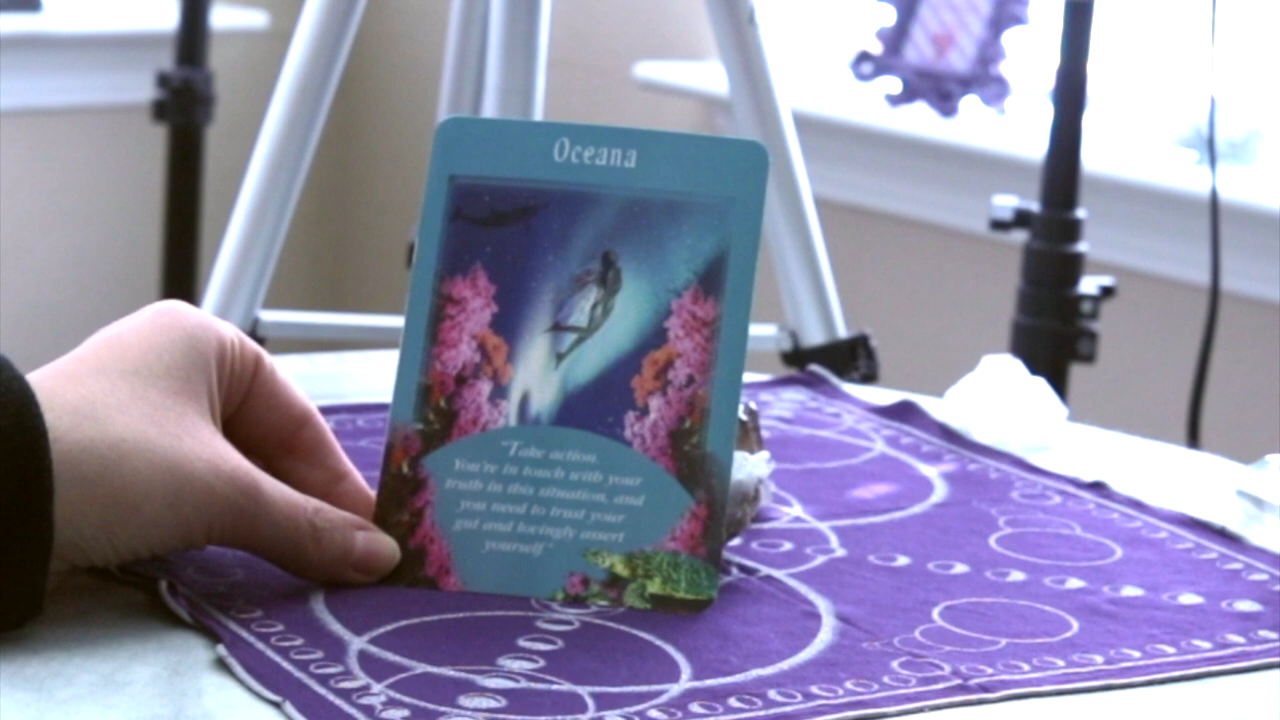 Oceana
"Take action.
You're in touch with your
truth in this situation, and
you need to trust your
gut and lovingly assert
yourself"